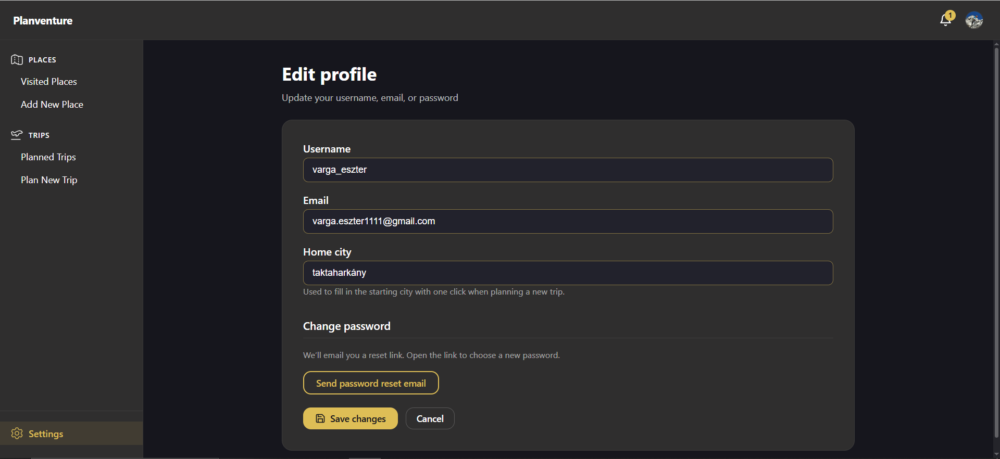 Planventure
1
PLACES
Visited Places
Add New Place
TRIPS
Planned Trips
Plan New Trip
Settings
Edit profile
Update your username, email, or password
Username
varga_eszter
Email
varga.eszter1111@gmail.com
Home city
taktaharkány
Used to fill in the starting city with one click when planning a new trip.
Change password
We’ll email you a reset link. Open the link to choose a new password.
Send password reset email
Save changes
Cancel